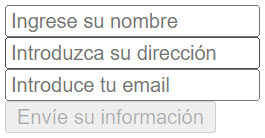 Ingrese su nombre
Introduzca su dirección
Introduce tu email
Envíe su información